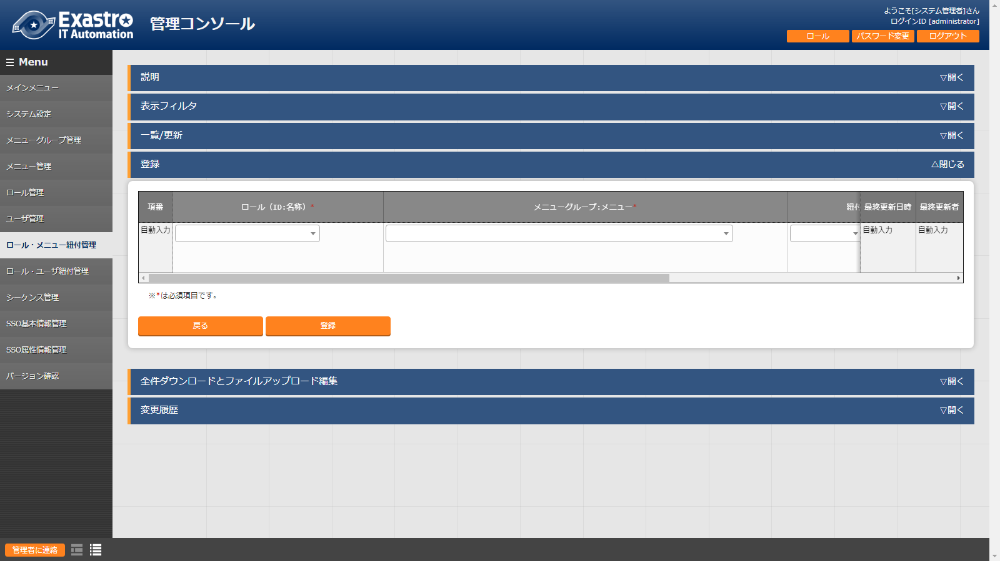 Exastro
IT Automation
管理コンソール
ようこそ[システム管理者]さん
ログインID [administrator]
ロール
パスワード変更
ログアウト
Menu
メインメニュー
システム設定
メニューグループ管理
メニュー管理
ロール管理
ユーザ管理
ロール・メニュー紐付管理
ロール・ユーザ紐付管理
シーケンス管理
SSO基本情報管理
SSO属性情報管理
バージョン確認
説明
▽開く
表示フィルタ
▽開く
一覧/更新
▽開く
登録
△閉じる
項番
ロール（ID:名称）*
メニューグループ:メニュー*
紐付
最終更新日時
最終更新者
自動入力
自動入力
自動入力
※*は必須項目です。
戻る
登録
全件ダウンロードとファイルアップロード編集
▽開く
変更履歴
▽開く
管理者に連絡